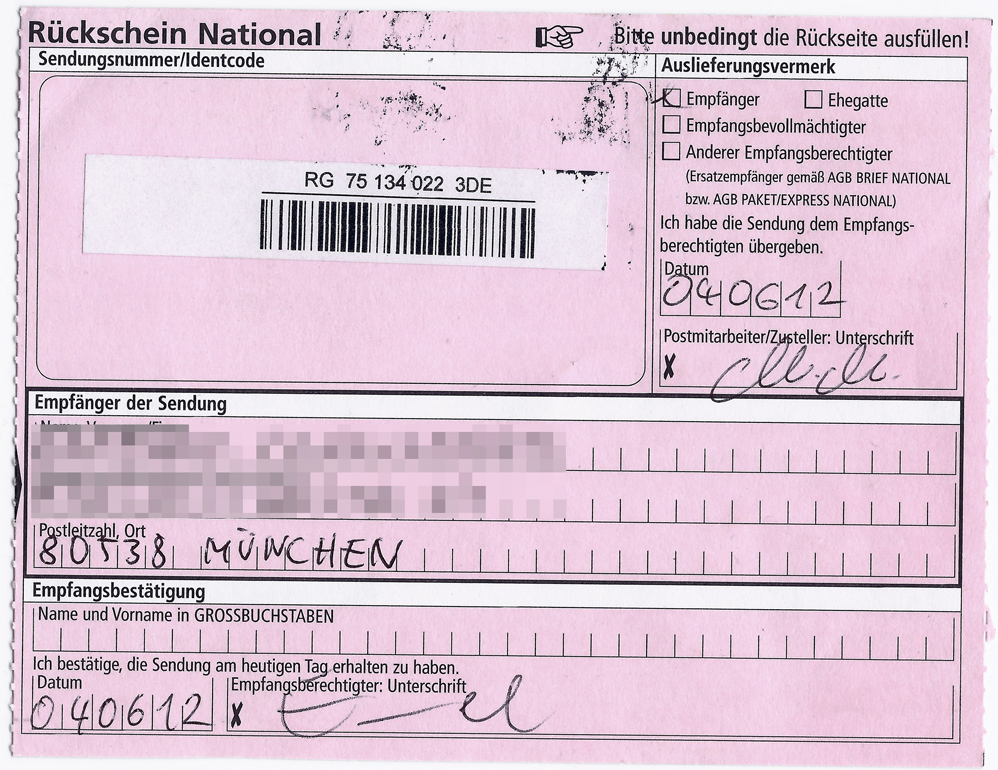 Rückschein National
Bitte unbedingt die Rückseite ausfüllen!
Sendungsnummer/Identcode
RG 75 134 022 3DE
Auslieferungsvermerk
Empfänger Ehegatte
Empfangsbevollmächtigter
Anderer Empfangsberechtigter
(Ersatzempfänger gemäß AGB BRIEF NATIONAL
bzw. AGB PAKET/EXPRESS NATIONAL)
Ich habe die Sendung dem Empfangs-
berechtigten übergeben.
Datum
040612
Postmitarbeiter/Zusteller: Unterschrift
X
Empfänger der Sendung
Postleitzahl, Ort
80538 MÜNCHEN
Empfangsbestätigung
Name und Vorname in GROSSBUCHSTABEN
Ich bestätige, die Sendung am heutigen Tag erhalten zu haben.
Datum Empfangsberechtigter: Unterschrift
040612 X